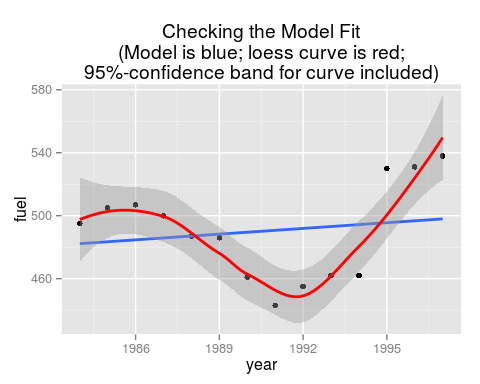 Checking the Model Fit
(Model is blue; loess curve is red;
95%-confidence band for curve included)
580
540
500
460
fuel
1986 1989 1992 1995
year